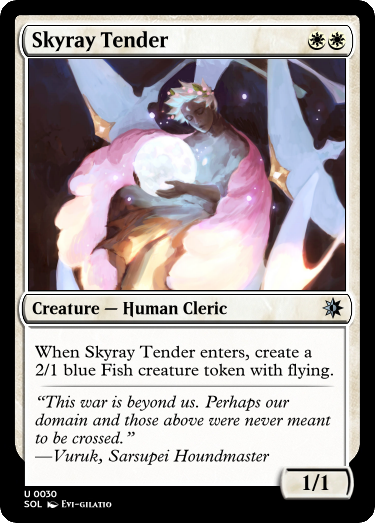 Skyray Tender
Creature — Human Cleric
When Skyray Tender enters, create a
2/1 blue Fish creature token with flying.
“This war is beyond us. Perhaps our
domain and those above were never meant
to be crossed.”
—Vuruk, Sarsupei Houndmaster
1/1
U 0030
SOL Evi-gilatio